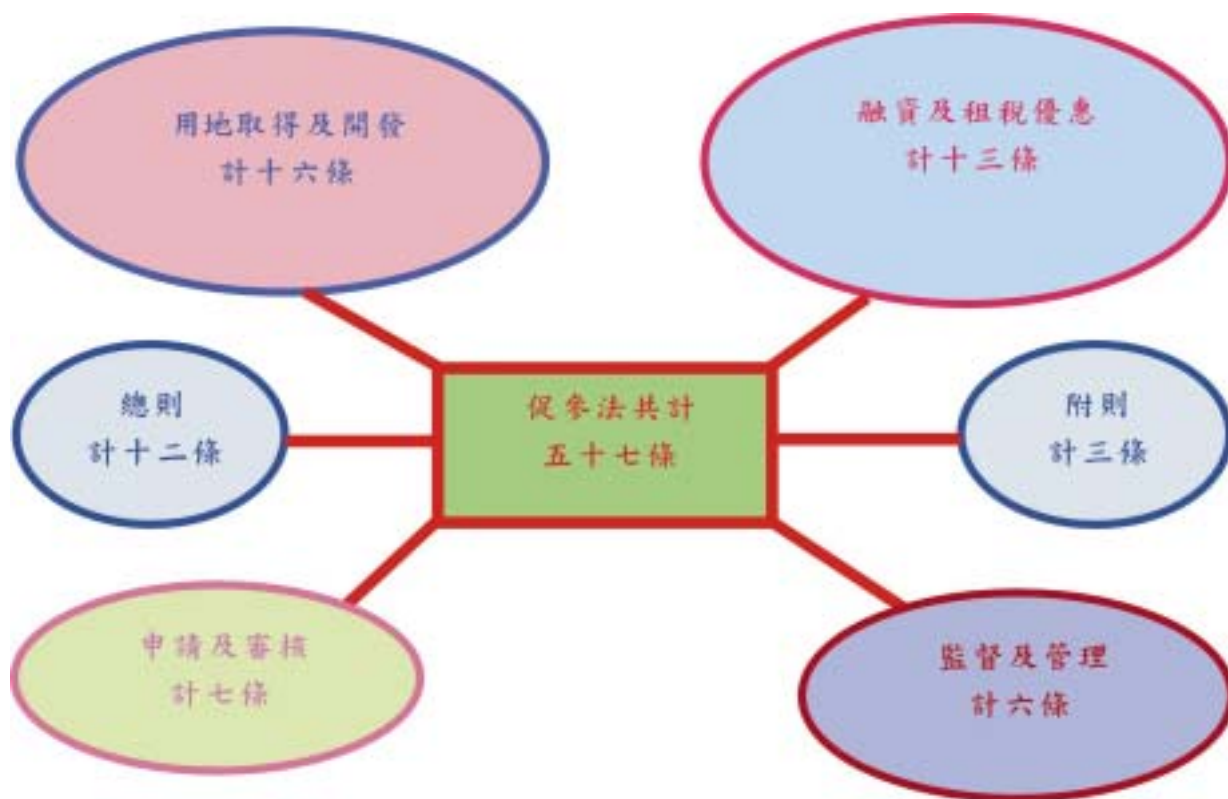 用地取得及開發
計十六條
融資及租稅優惠
計十三條
總則
計十二條
促參法共計
五十七條
附則
計三條
申請及審核
計七條
監督及管理
計六條